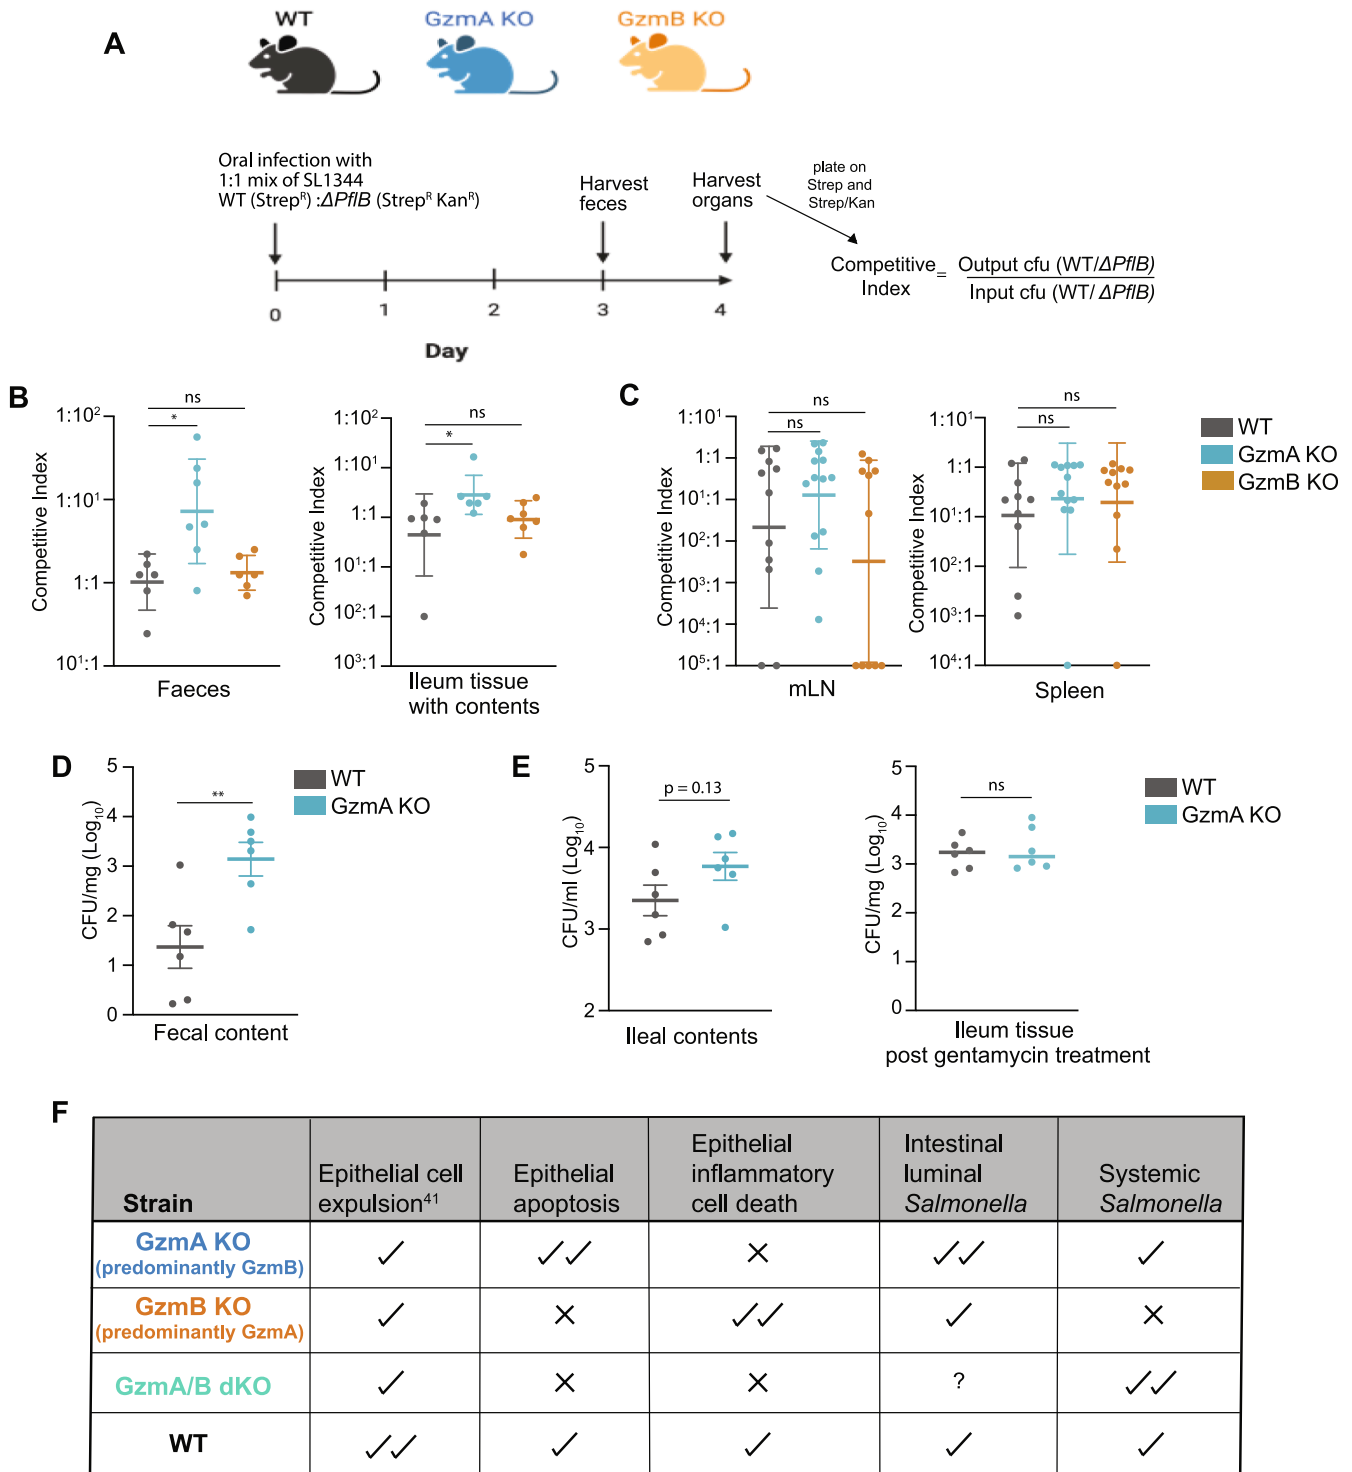 A
WT
GzmA KO
GzmB KO
Oral infection with
1:1 mix of SL1344
WT (Strepᴿ) :ΔPflB (Strepᴿ Kanᴿ)
Harvest
feces
Harvest
organs
plate on
Strep and
Strep/Kan
Competitive Index = Output cfu (WT/ΔPflB)
Input cfu (WT/ ΔPflB)
0 1 2 3 4
Day
B
Competitive Index
1:10²
1:10¹
1:1
10¹:1
ns
*
Faeces
Competitive Index
1:10²
1:10¹
1:1
10¹:1
10²:1
10³:1
ns
*
Ileum tissue
with contents
C
Competitive Index
1:10¹
1:1
10¹:1
10²:1
10³:1
10⁴:1
10⁵:1
ns
ns
mLN
Competitive Index
1:10¹
1:1
10¹:1
10²:1
10³:1
10⁴:1
ns
ns
Spleen
WT
GzmA KO
GzmB KO
D
CFU/mg (Log₁₀)
5
4
3
2
1
0
**
Fecal content
WT
GzmA KO
E
CFU/ml (Log₁₀)
5
4
3
2
p = 0.13
Ileal contents
CFU/mg (Log₁₀)
5
4
3
2
1
0
ns
Ileum tissue
post gentamycin treatment
WT
GzmA KO
F
Strain
Epithelial cell
expulsion⁴¹
Epithelial
apoptosis
Epithelial
inflammatory
cell death
Intestinal
luminal
Salmonella
Systemic
Salmonella
GzmA KO
(predominantly GzmB)
✓ ✓✓ ✕ ✓✓ ✓
GzmB KO
(predominantly GzmA)
✓ ✕ ✓✓ ✓ ✕
GzmA/B dKO ✓ ✕ ✕ ? ✓✓
WT ✓✓ ✓ ✓ ✓ ✓